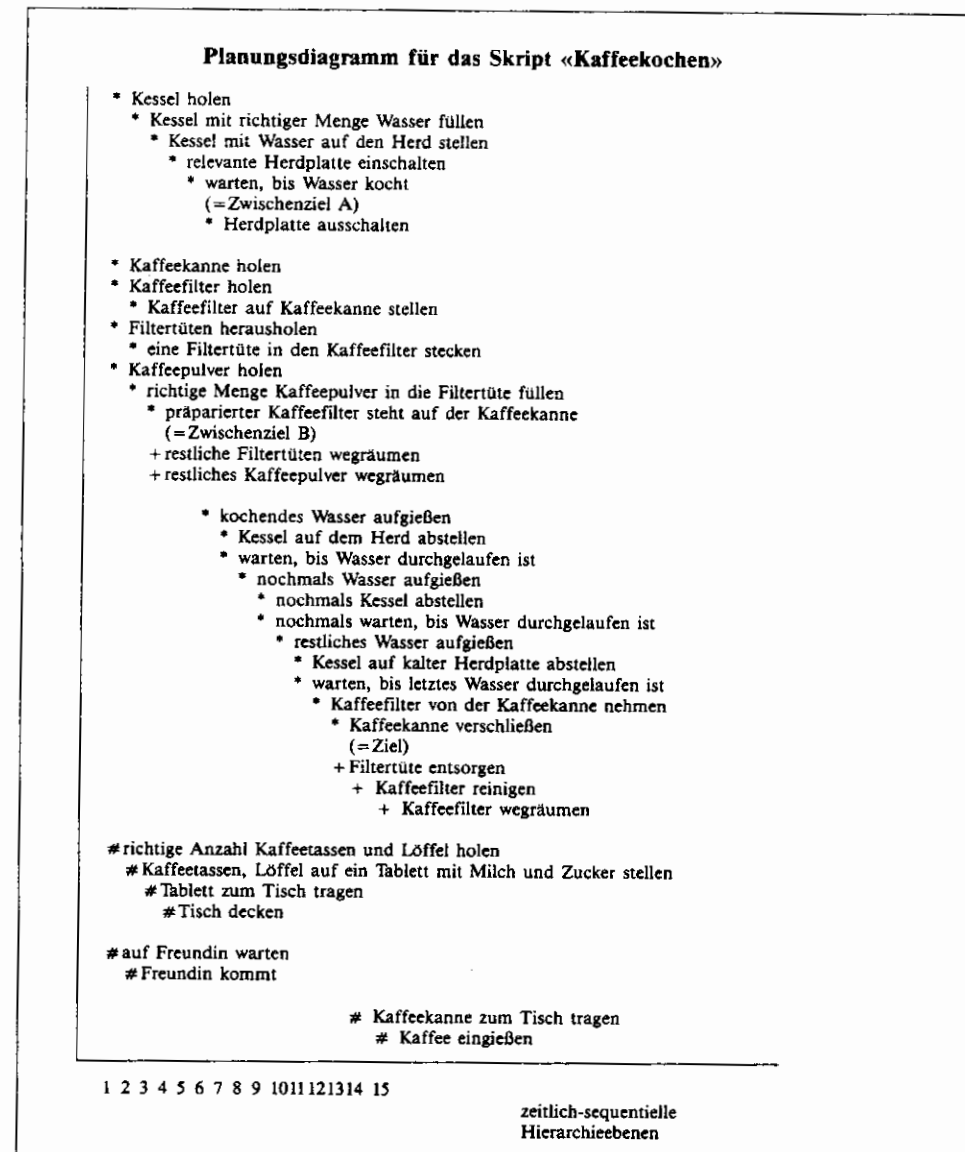 Planungsdiagramm für das Skript «Kaffeekochen»
* Kessel holen
* Kessel mit richtiger Menge Wasser füllen
* Kessel mit Wasser auf den Herd stellen
* relevante Herdplatte einschalten
* warten, bis Wasser kocht
(=Zwischenziel A)
* Herdplatte ausschalten
* Kaffeekanne holen
* Kaffeefilter holen
* Kaffeefilter auf Kaffeekanne stellen
* Filtertüten herausholen
* eine Filtertüte in den Kaffeefilter stecken
* Kaffeepulver holen
* richtige Menge Kaffeepulver in die Filtertüte füllen
* präparierter Kaffeefilter steht auf der Kaffeekanne
(=Zwischenziel B)
+ restliche Filtertüten wegräumen
+ restliches Kaffeepulver wegräumen
* kochendes Wasser aufgießen
* Kessel auf dem Herd abstellen
* warten, bis Wasser durchgelaufen ist
* nochmals Wasser aufgießen
* nochmals Kessel abstellen
* nochmals warten, bis Wasser durchgelaufen ist
* restliches Wasser aufgießen
* Kessel auf kalter Herdplatte abstellen
* warten, bis letztes Wasser durchgelaufen ist
* Kaffeefilter von der Kaffeekanne nehmen
* Kaffeekanne verschließen
(=Ziel)
+ Filtertüte entsorgen
+ Kaffeefilter reinigen
+ Kaffeefilter wegräumen
# richtige Anzahl Kaffeetassen und Löffel holen
# Kaffeetassen, Löffel auf ein Tablett mit Milch und Zucker stellen
# Tablett zum Tisch tragen
# Tisch decken
# auf Freundin warten
# Freundin kommt
# Kaffeekanne zum Tisch tragen
# Kaffee eingießen
1 2 3 4 5 6 7 8 9 10 11 12 13 14 15
zeitlich-sequentielle
Hierarchieebenen